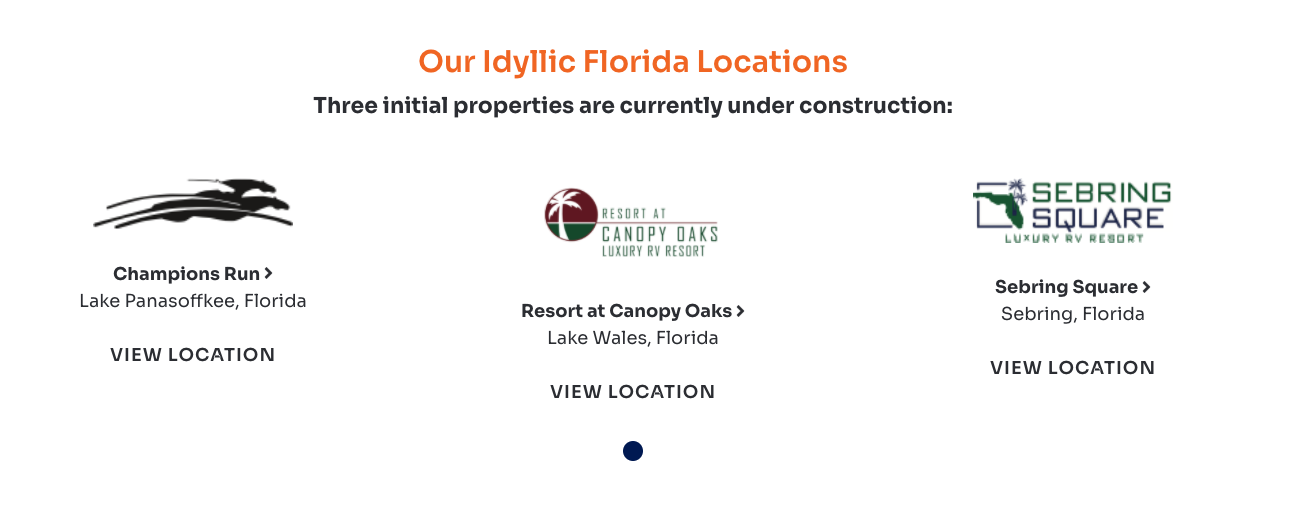 Our Idyllic Florida Locations
Three initial properties are currently under construction:
Champions Run
Lake Panasoffkee, Florida
VIEW LOCATION
RESORT AT
CANOPY OAKS
LUXURY RV RESORT
Resort at Canopy Oaks
Lake Wales, Florida
VIEW LOCATION
SEBRING
SQUARE
LUXURY RV RESORT
Sebring Square
Sebring, Florida
VIEW LOCATION